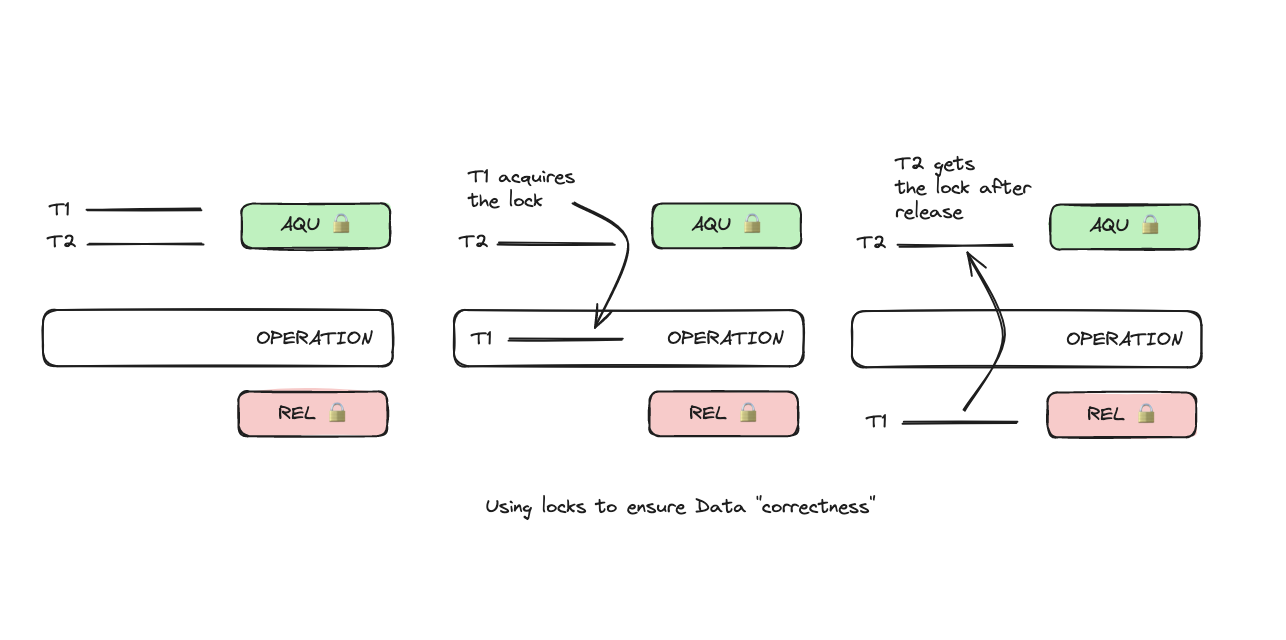 T1
T2
AQU 🔒
OPERATION
REL 🔒
T1 acquires
the lock
T2
AQU 🔒
T1
OPERATION
REL 🔒
T2 gets
the lock after
release
T2
AQU 🔒
OPERATION
T1
REL 🔒
Using locks to ensure Data "correctness"